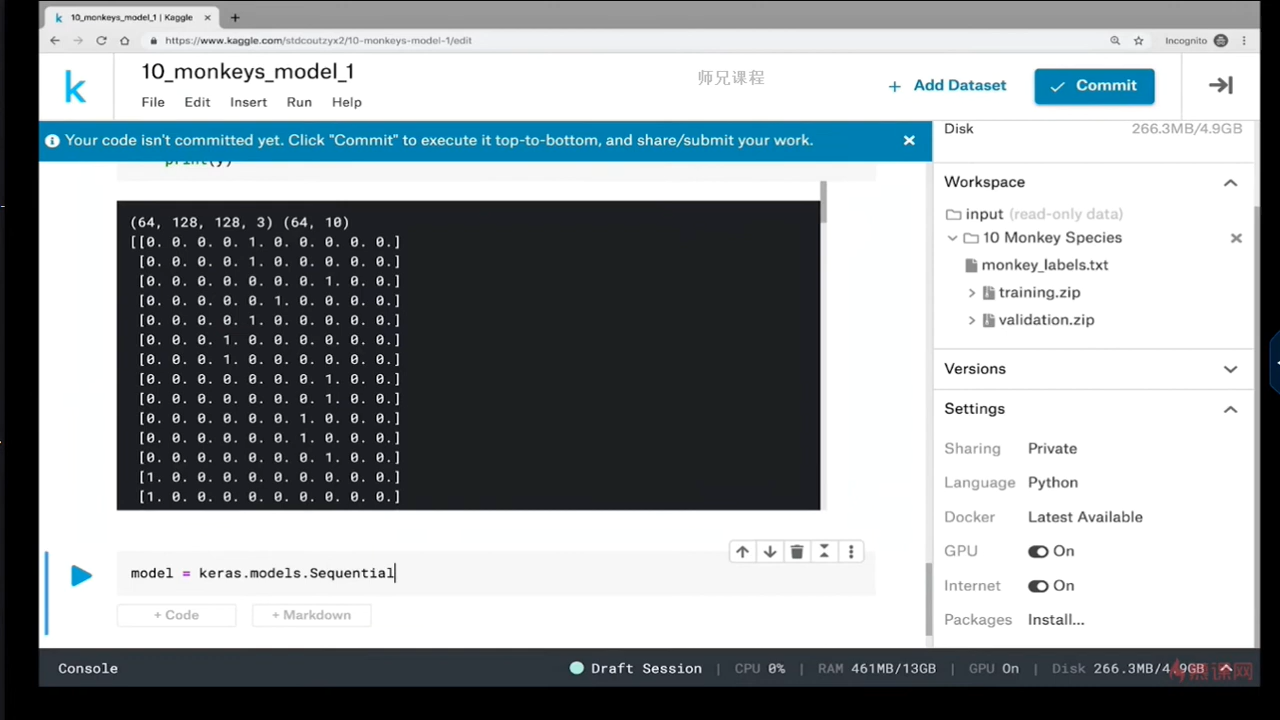 10_monkeys_model_1 | Kaggle
https://www.kaggle.com/stdcoutzyx2/10-monkeys-model-1/edit
Incognito
k
10_monkeys_model_1
师兄课程
+ Add Dataset
Commit
File Edit Insert Run Help
Your code isn't committed yet. Click "Commit" to execute it top-to-bottom, and share/submit your work.
print(y)
(64, 128, 128, 3) (64, 10)
[[0. 0. 0. 0. 1. 0. 0. 0. 0. 0.]
[0. 0. 0. 0. 1. 0. 0. 0. 0. 0.]
[0. 0. 0. 0. 0. 0. 0. 1. 0. 0.]
[0. 0. 0. 0. 0. 1. 0. 0. 0. 0.]
[0. 0. 0. 0. 1. 0. 0. 0. 0. 0.]
[0. 0. 0. 1. 0. 0. 0. 0. 0. 0.]
[0. 0. 0. 1. 0. 0. 0. 0. 0. 0.]
[0. 0. 0. 0. 0. 0. 0. 1. 0. 0.]
[0. 0. 0. 0. 0. 0. 0. 1. 0. 0.]
[0. 0. 0. 0. 0. 0. 1. 0. 0. 0.]
[0. 0. 0. 0. 0. 0. 1. 0. 0. 0.]
[0. 0. 0. 0. 0. 0. 0. 1. 0. 0.]
[1. 0. 0. 0. 0. 0. 0. 0. 0. 0.]
[1. 0. 0. 0. 0. 0. 0. 0. 0. 0.]
model = keras.models.Sequential
+ Code + Markdown
Disk 266.3MB/4.9GB
Workspace
input (read-only data)
10 Monkey Species
monkey_labels.txt
training.zip
validation.zip
Versions
Settings
Sharing Private
Language Python
Docker Latest Available
GPU On
Internet On
Packages Install...
Console
Draft Session | CPU 0% | RAM 461MB/13GB | GPU On | Disk 266.3MB/4.9GB